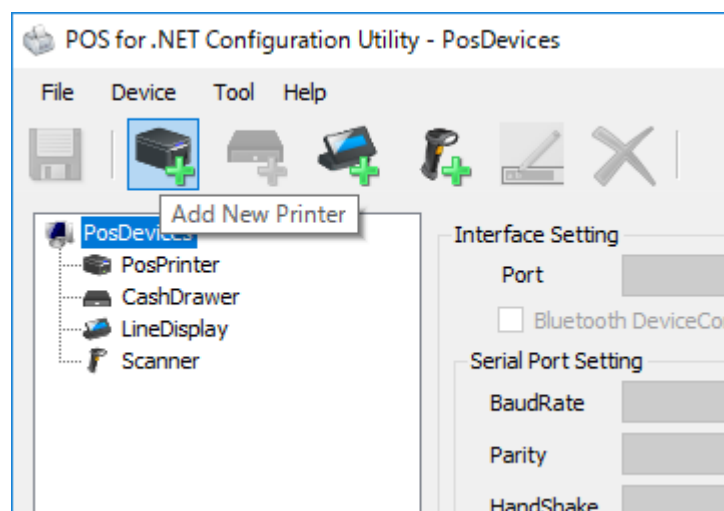 POS for .NET Configuration Utility - PosDevices
File Device Tool Help
Add New Printer
PosDevices
PosPrinter
CashDrawer
LineDisplay
Scanner
Interface Setting
Port
Bluetooth DeviceCo
Serial Port Setting
BaudRate
Parity
HandShake